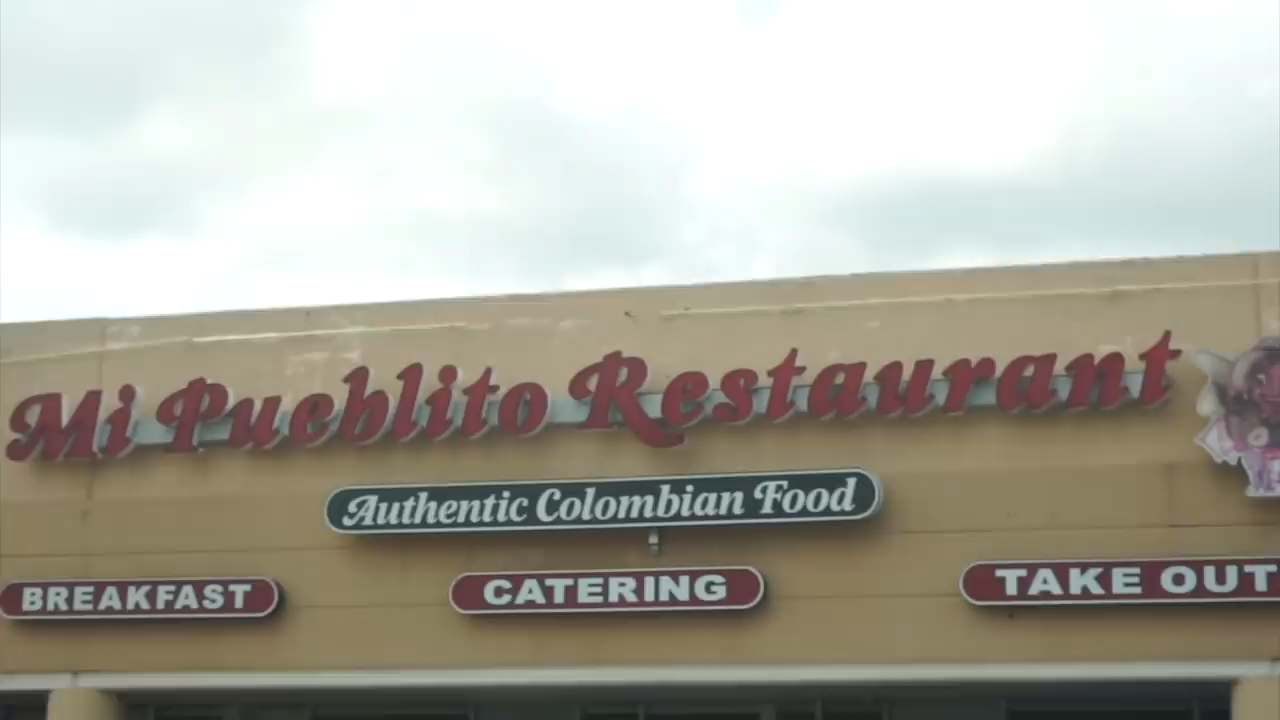 Mi Pueblito Restaurant
Authentic Colombian Food
BREAKFAST
CATERING
TAKE OUT